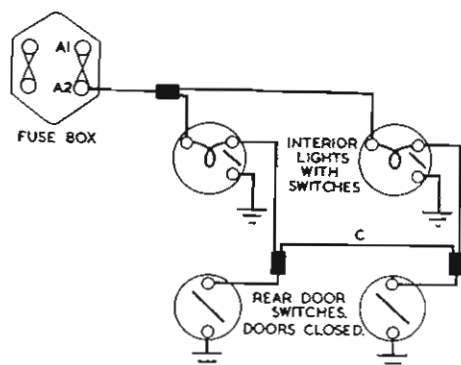 A1
A2
FUSE BOX
INTERIOR
LIGHTS
WITH
SWITCHES
C
REAR DOOR
SWITCHES.
DOORS CLOSED.